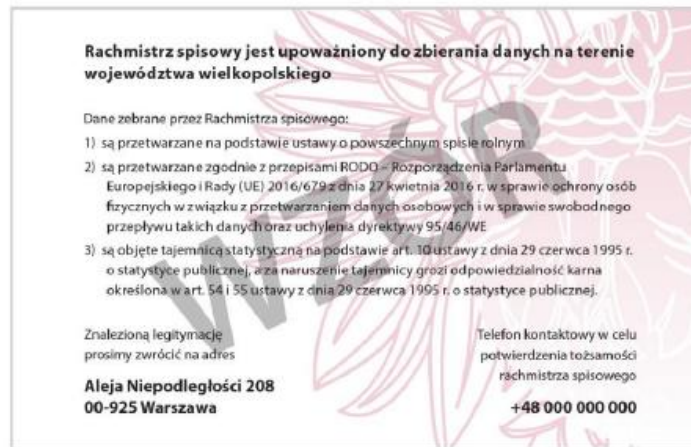 Rachmistrz spisowy jest upoważniony do zbierania danych na terenie
województwa wielkopolskiego
Dane zebrane przez Rachmistrza spisowego:
1) są przetwarzane na podstawie ustawy o powszechnym spisie rolnym
2) są przetwarzane zgodnie z przepisami RODO – Rozporządzenia Parlamentu
Europejskiego i Rady (UE) 2016/679 z dnia 27 kwietnia 2016 r. w sprawie ochrony osób
fizycznych w związku z przetwarzaniem danych osobowych i w sprawie swobodnego
przepływu takich danych oraz uchylenia dyrektywy 95/46/WE
3) są objęte tajemnicą statystyczną na podstawie art. 10 ustawy z dnia 29 czerwca 1995 r.
o statystyce publicznej, a za naruszenie tajemnicy grozi odpowiedzialność karna
określona w art. 54 i 55 ustawy z dnia 29 czerwca 1995 r. o statystyce publicznej.
WZÓR
Znalezioną legitymację
prosimy zwrócić na adres
Aleja Niepodległości 208
00-925 Warszawa
Telefon kontaktowy w celu
potwierdzenia tożsamości
rachmistrza spisowego
+48 000 000 000